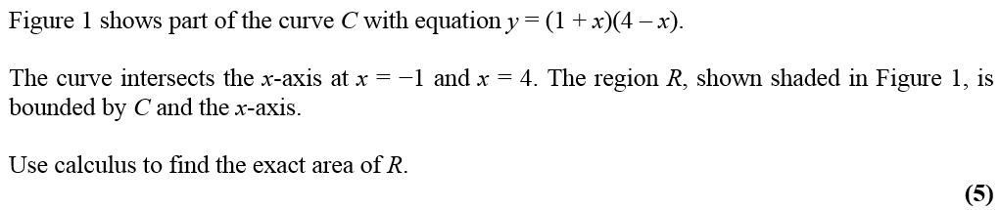 Figure 1 shows part of the curve C with equation y = (1 + x)(4 – x).
The curve intersects the x-axis at x = −1 and x = 4. The region R, shown shaded in Figure 1, is
bounded by C and the x-axis.
Use calculus to find the exact area of R.
(5)